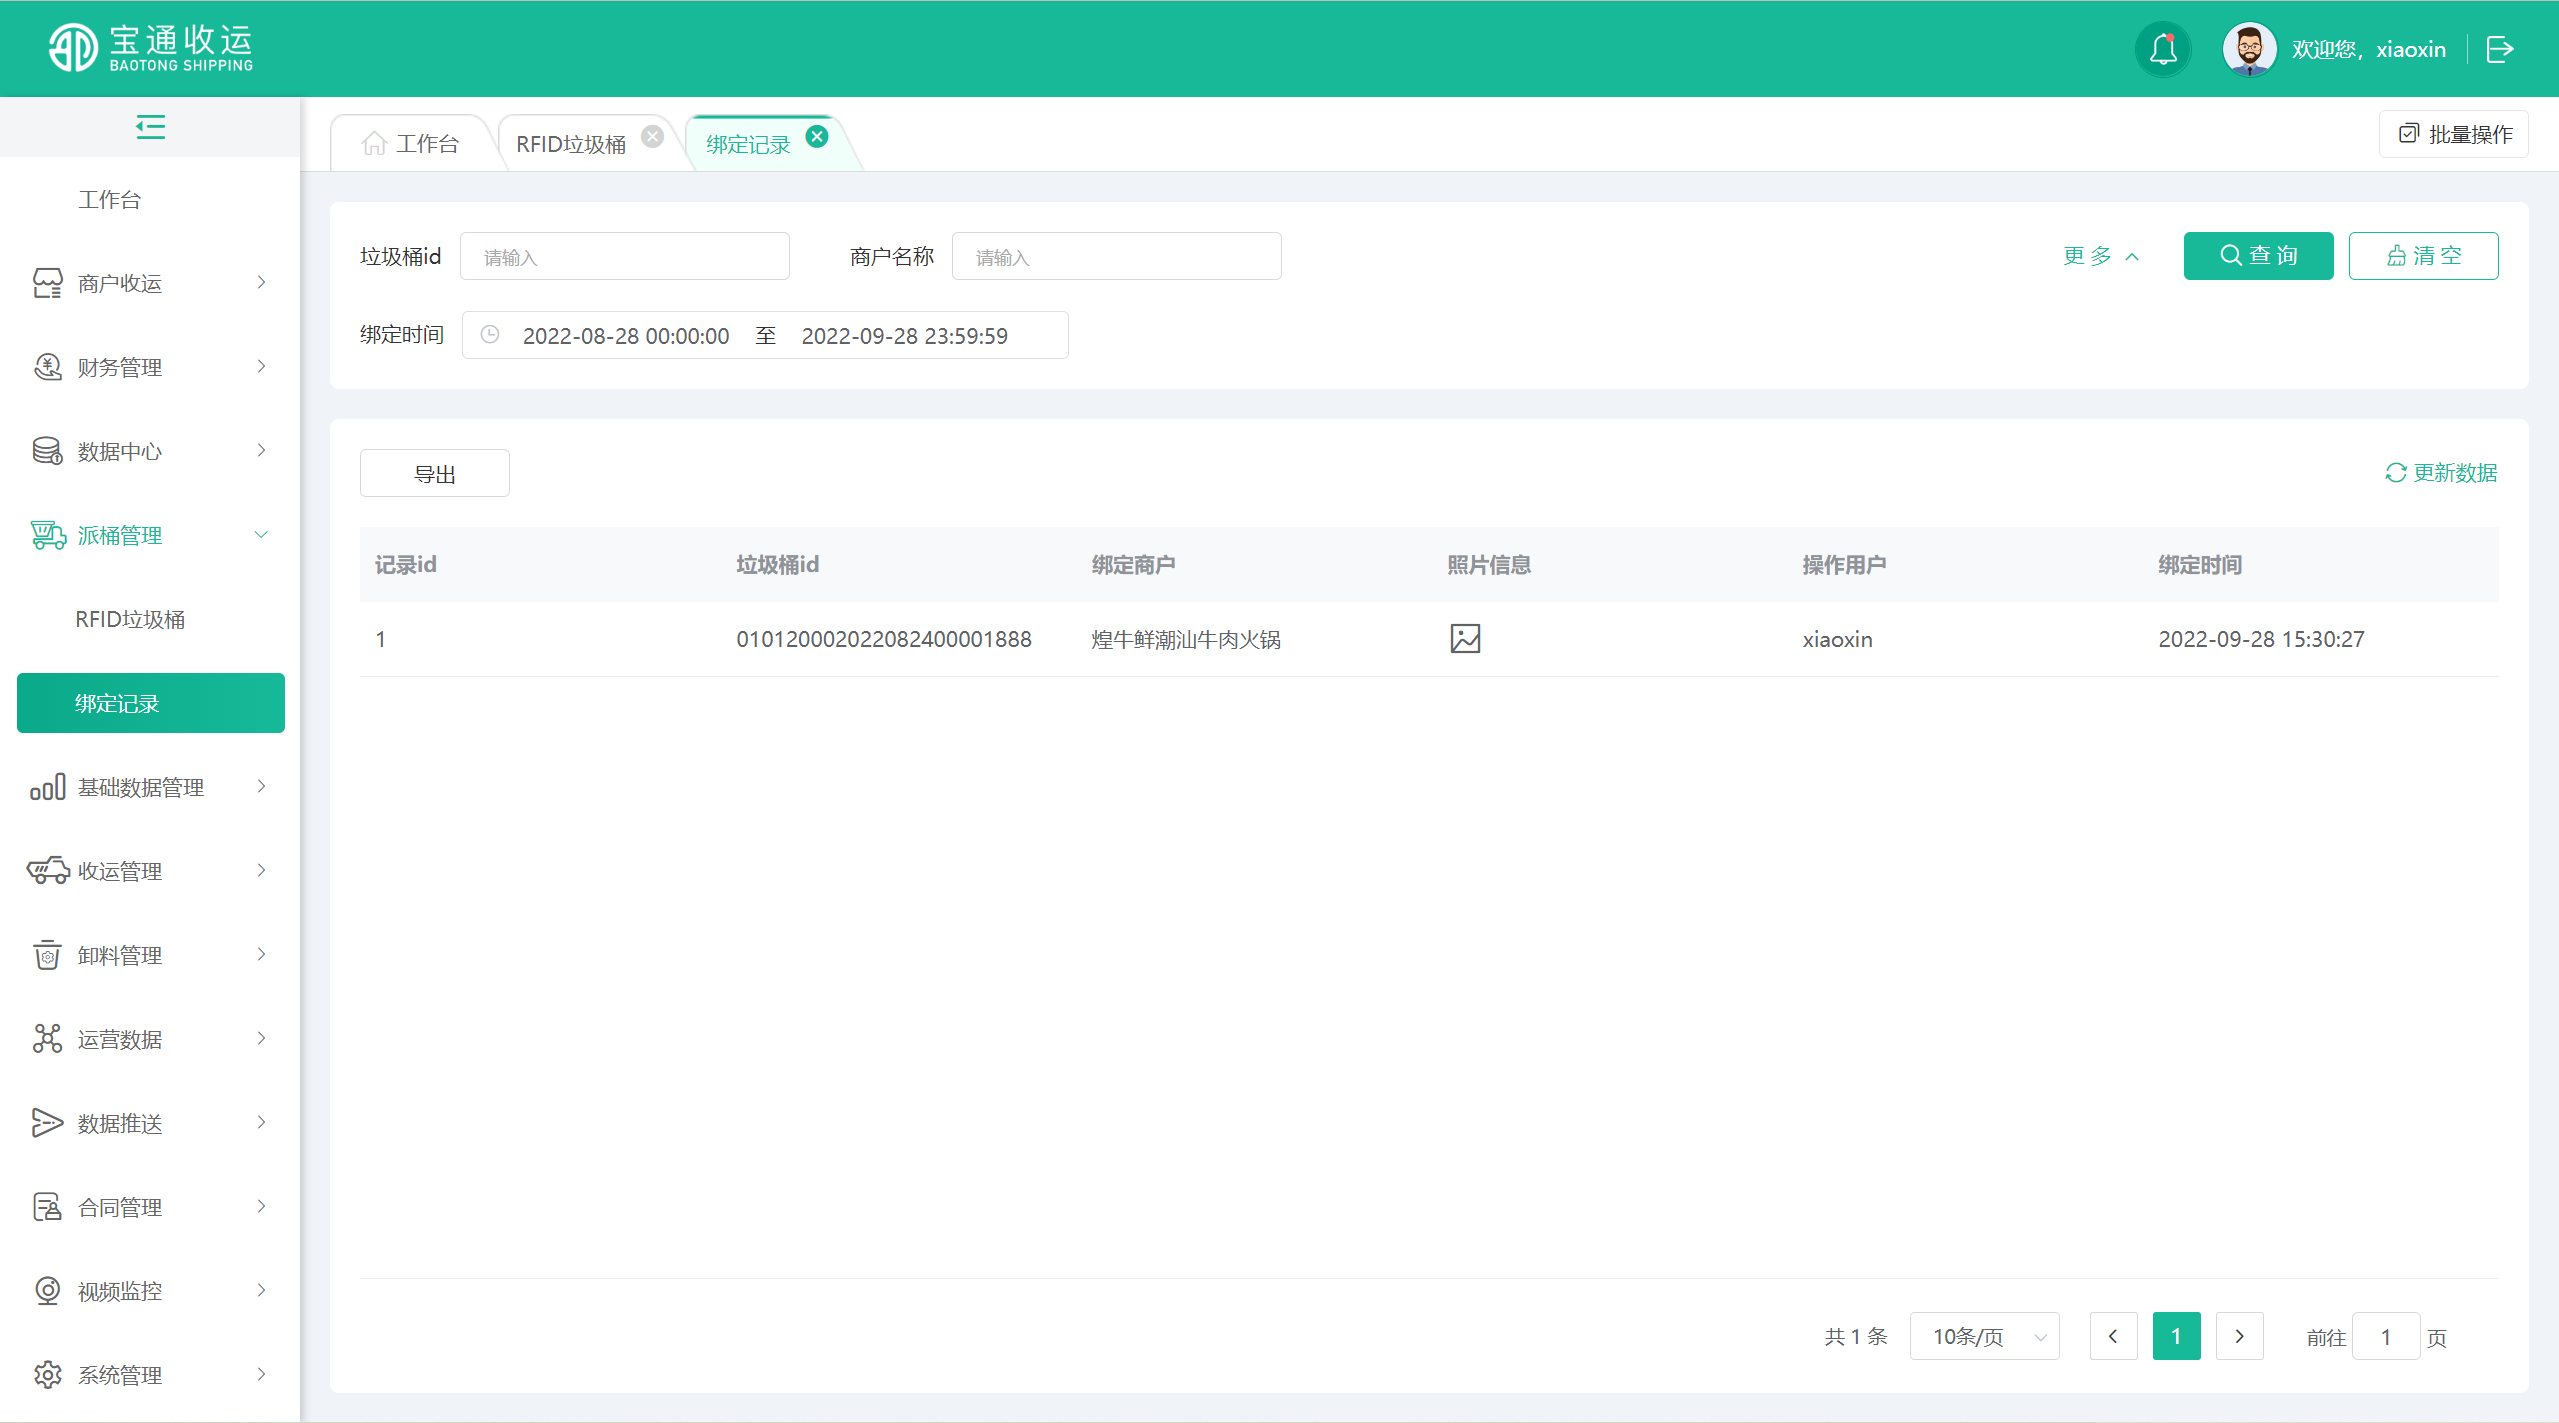 宝通收运
BAOTONG SHIPPING
欢迎您，xiaoxin
工作台
RFID垃圾桶
绑定记录
批量操作
工作台
商户收运
财务管理
数据中心
派桶管理
RFID垃圾桶
绑定记录
基础数据管理
收运管理
卸料管理
运营数据
数据推送
合同管理
视频监控
系统管理
垃圾桶id 请输入 商户名称 请输入 更多 查询 清空
绑定时间 2022-08-28 00:00:00 至 2022-09-28 23:59:59
导出 更新数据
记录id 垃圾桶id 绑定商户 照片信息 操作用户 绑定时间
1 010120002022082400001888 煌牛鲜潮汕牛肉火锅 xiaoxin 2022-09-28 15:30:27
共 1 条 10条/页 1 前往 1 页